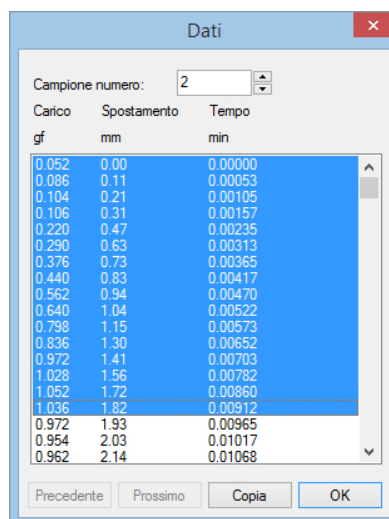 Dati
Campione numero: 2
Carico Spostamento Tempo
gf mm min
0.052 0.00 0.00000
0.086 0.11 0.00053
0.104 0.21 0.00105
0.106 0.31 0.00157
0.220 0.47 0.00235
0.290 0.63 0.00313
0.376 0.73 0.00365
0.440 0.83 0.00417
0.562 0.94 0.00470
0.640 1.04 0.00522
0.798 1.15 0.00573
0.836 1.30 0.00652
0.972 1.41 0.00703
1.028 1.56 0.00782
1.052 1.72 0.00860
1.036 1.82 0.00912
0.972 1.93 0.00965
0.954 2.03 0.01017
0.962 2.14 0.01068
Precedente Prossimo Copia OK